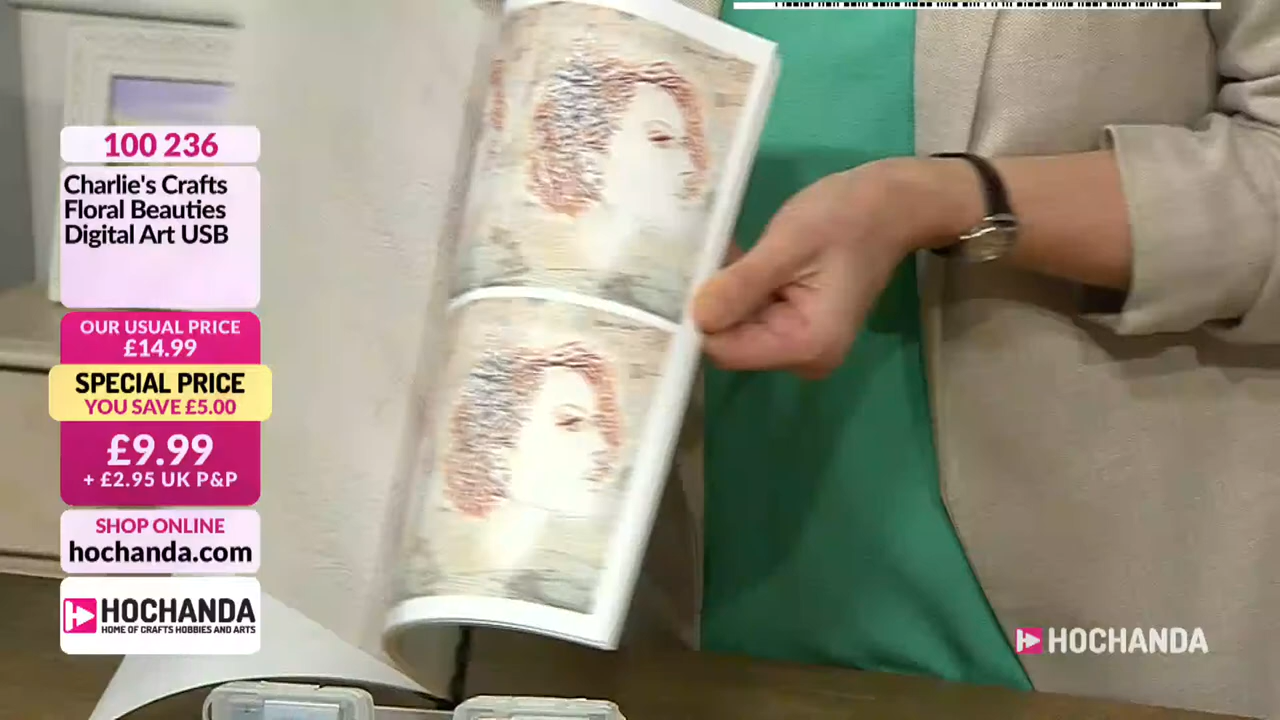 100 236
Charlie's Crafts
Floral Beauties
Digital Art USB
OUR USUAL PRICE
£14.99
SPECIAL PRICE
YOU SAVE £5.00
£9.99
+ £2.95 UK P&P
SHOP ONLINE
hochanda.com
HOCHANDA
HOME OF CRAFTS HOBBIES AND ARTS
HOCHANDA